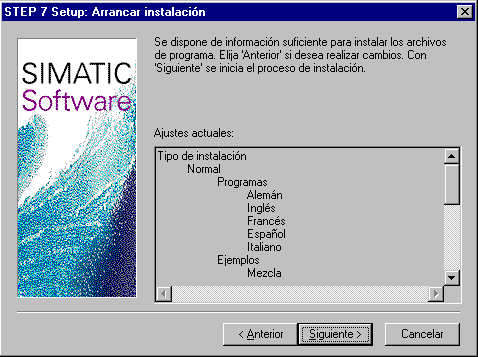 STEP 7 Setup: Arrancar instalación
SIMATIC
Software
Se dispone de información suficiente para instalar los archivos
de programa. Elija 'Anterior' si desea realizar cambios. Con
'Siguiente' se inicia el proceso de instalación.
Ajustes actuales:
Tipo de instalación
Normal
Programas
Alemán
Inglés
Francés
Español
Italiano
Ejemplos
Mezcla
< Anterior
Siguiente >
Cancelar